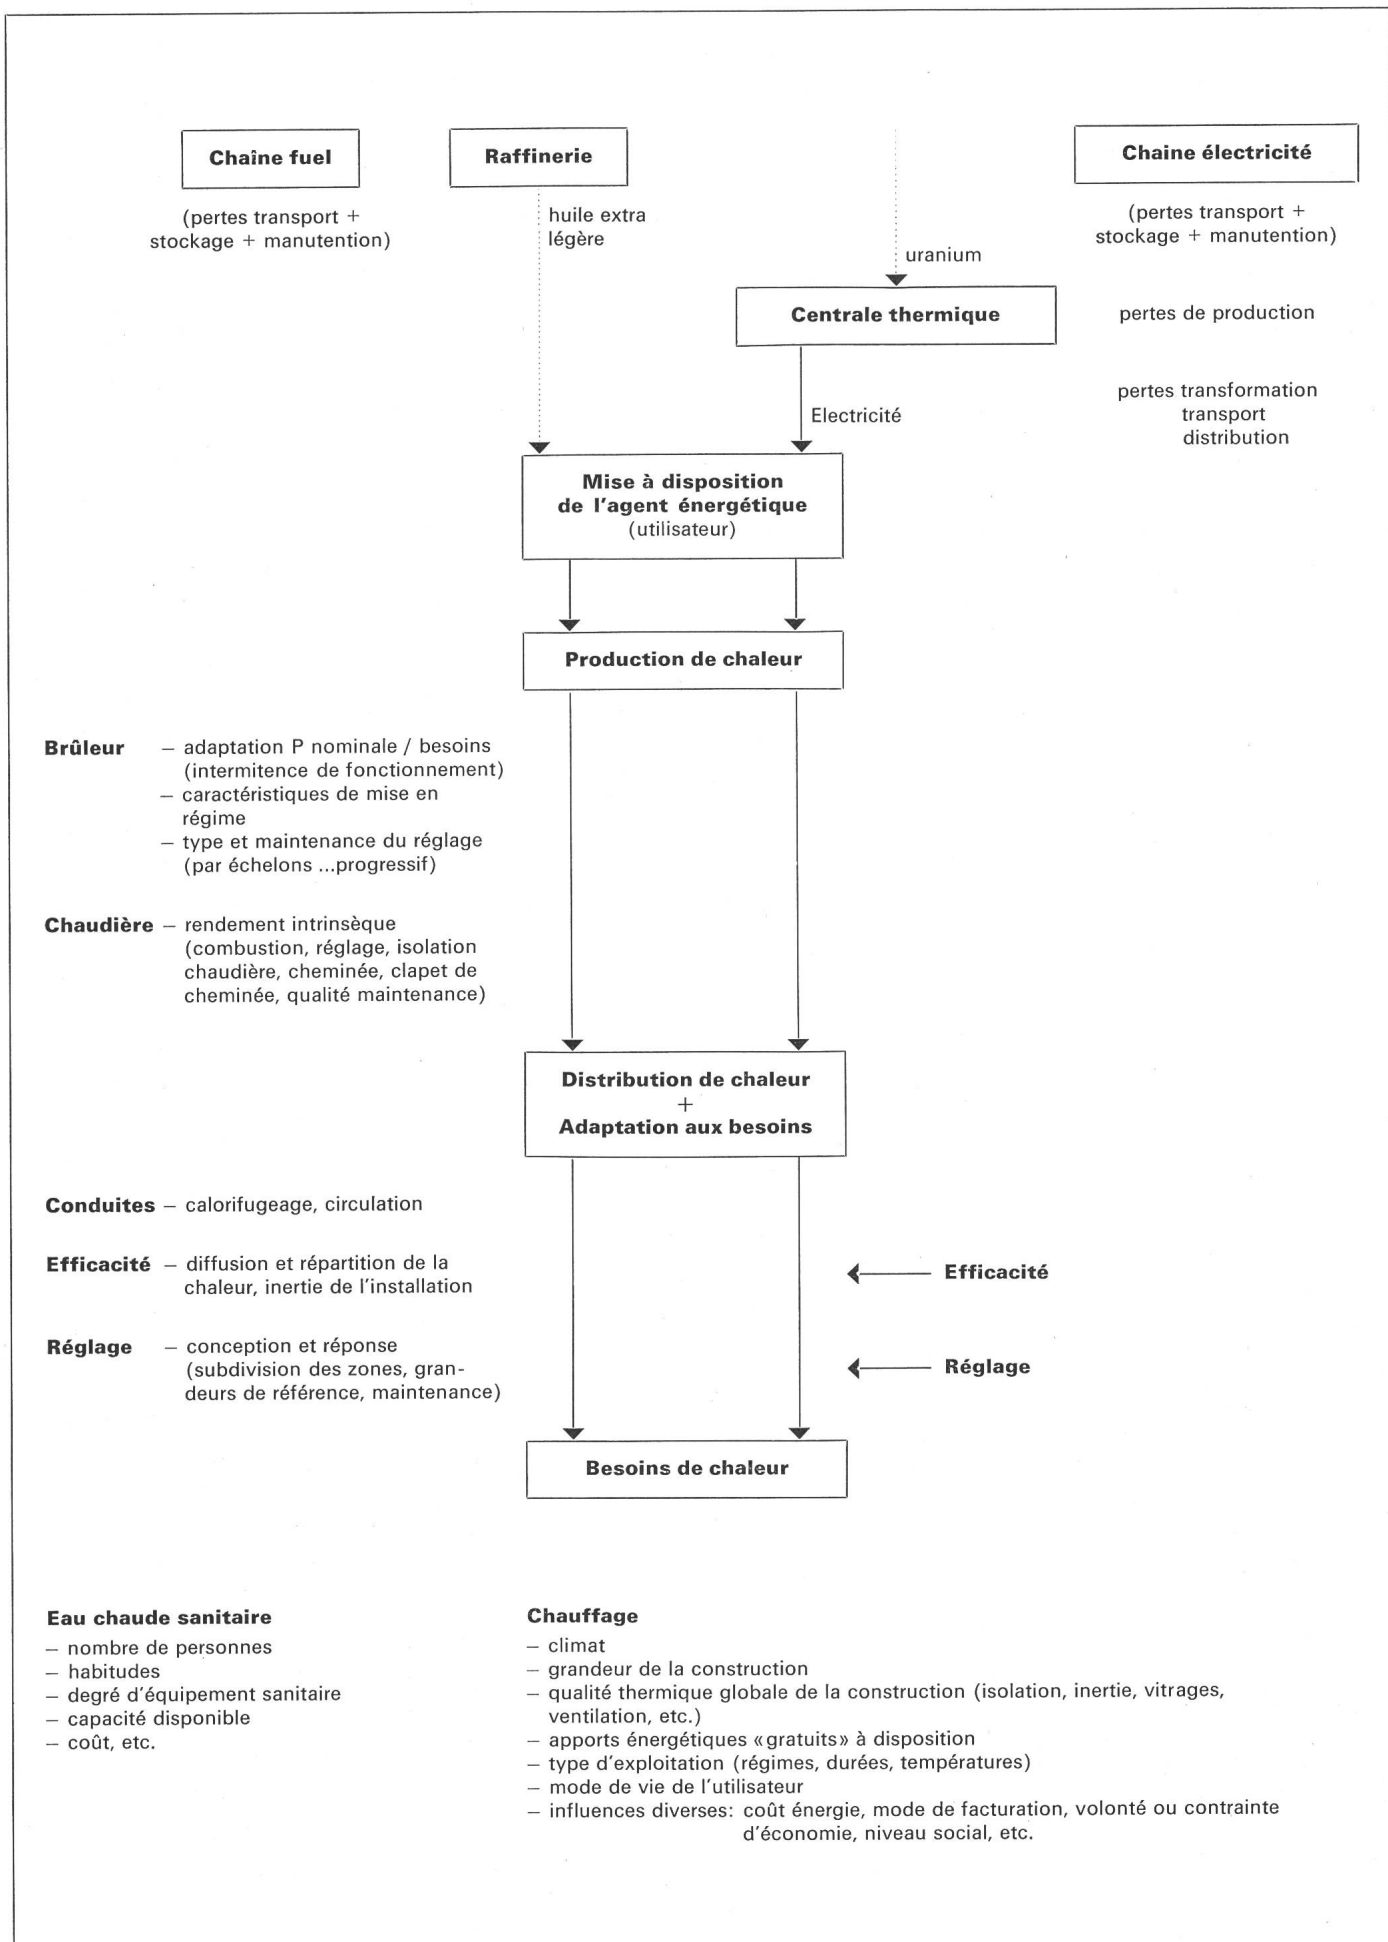 Chaîne fuel
(pertes transport +
stockage + manutention)
Raffinerie
huile extra
légère
uranium
Chaine électricité
(pertes transport +
stockage + manutention)
Centrale thermique
pertes de production
Electricité
pertes transformation
transport
distribution
Mise à disposition
de l'agent énergétique
(utilisateur)
Production de chaleur
Brûleur – adaptation P nominale / besoins
(intermitence de fonctionnement)
– caractéristiques de mise en
régime
– type et maintenance du réglage
(par échelons ...progressif)
Chaudière – rendement intrinsèque
(combustion, réglage, isolation
chaudière, cheminée, clapet de
cheminée, qualité maintenance)
Distribution de chaleur
+
Adaptation aux besoins
Conduites – calorifugeage, circulation
Efficacité – diffusion et répartition de la
chaleur, inertie de l'installation
Efficacité
Réglage – conception et réponse
(subdivision des zones, gran-
deurs de référence, maintenance)
Réglage
Besoins de chaleur
Eau chaude sanitaire
– nombre de personnes
– habitudes
– degré d'équipement sanitaire
– capacité disponible
– coût, etc.
Chauffage
– climat
– grandeur de la construction
– qualité thermique globale de la construction (isolation, inertie, vitrages,
ventilation, etc.)
– apports énergétiques «gratuits» à disposition
– type d'exploitation (régimes, durées, températures)
– mode de vie de l'utilisateur
– influences diverses: coût énergie, mode de facturation, volonté ou contrainte
d'économie, niveau social, etc.